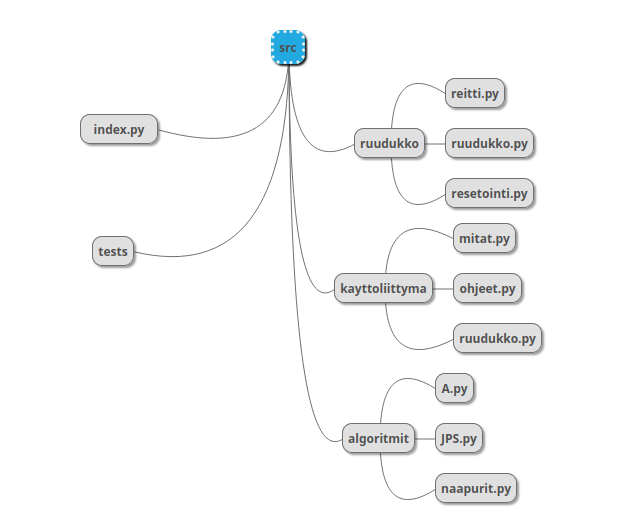 src
index.py
tests
ruudukko
reitti.py
ruudukko.py
resetointi.py
kayttoliittyma
mitat.py
ohjeet.py
ruudukko.py
algoritmit
A.py
JPS.py
naapurit.py